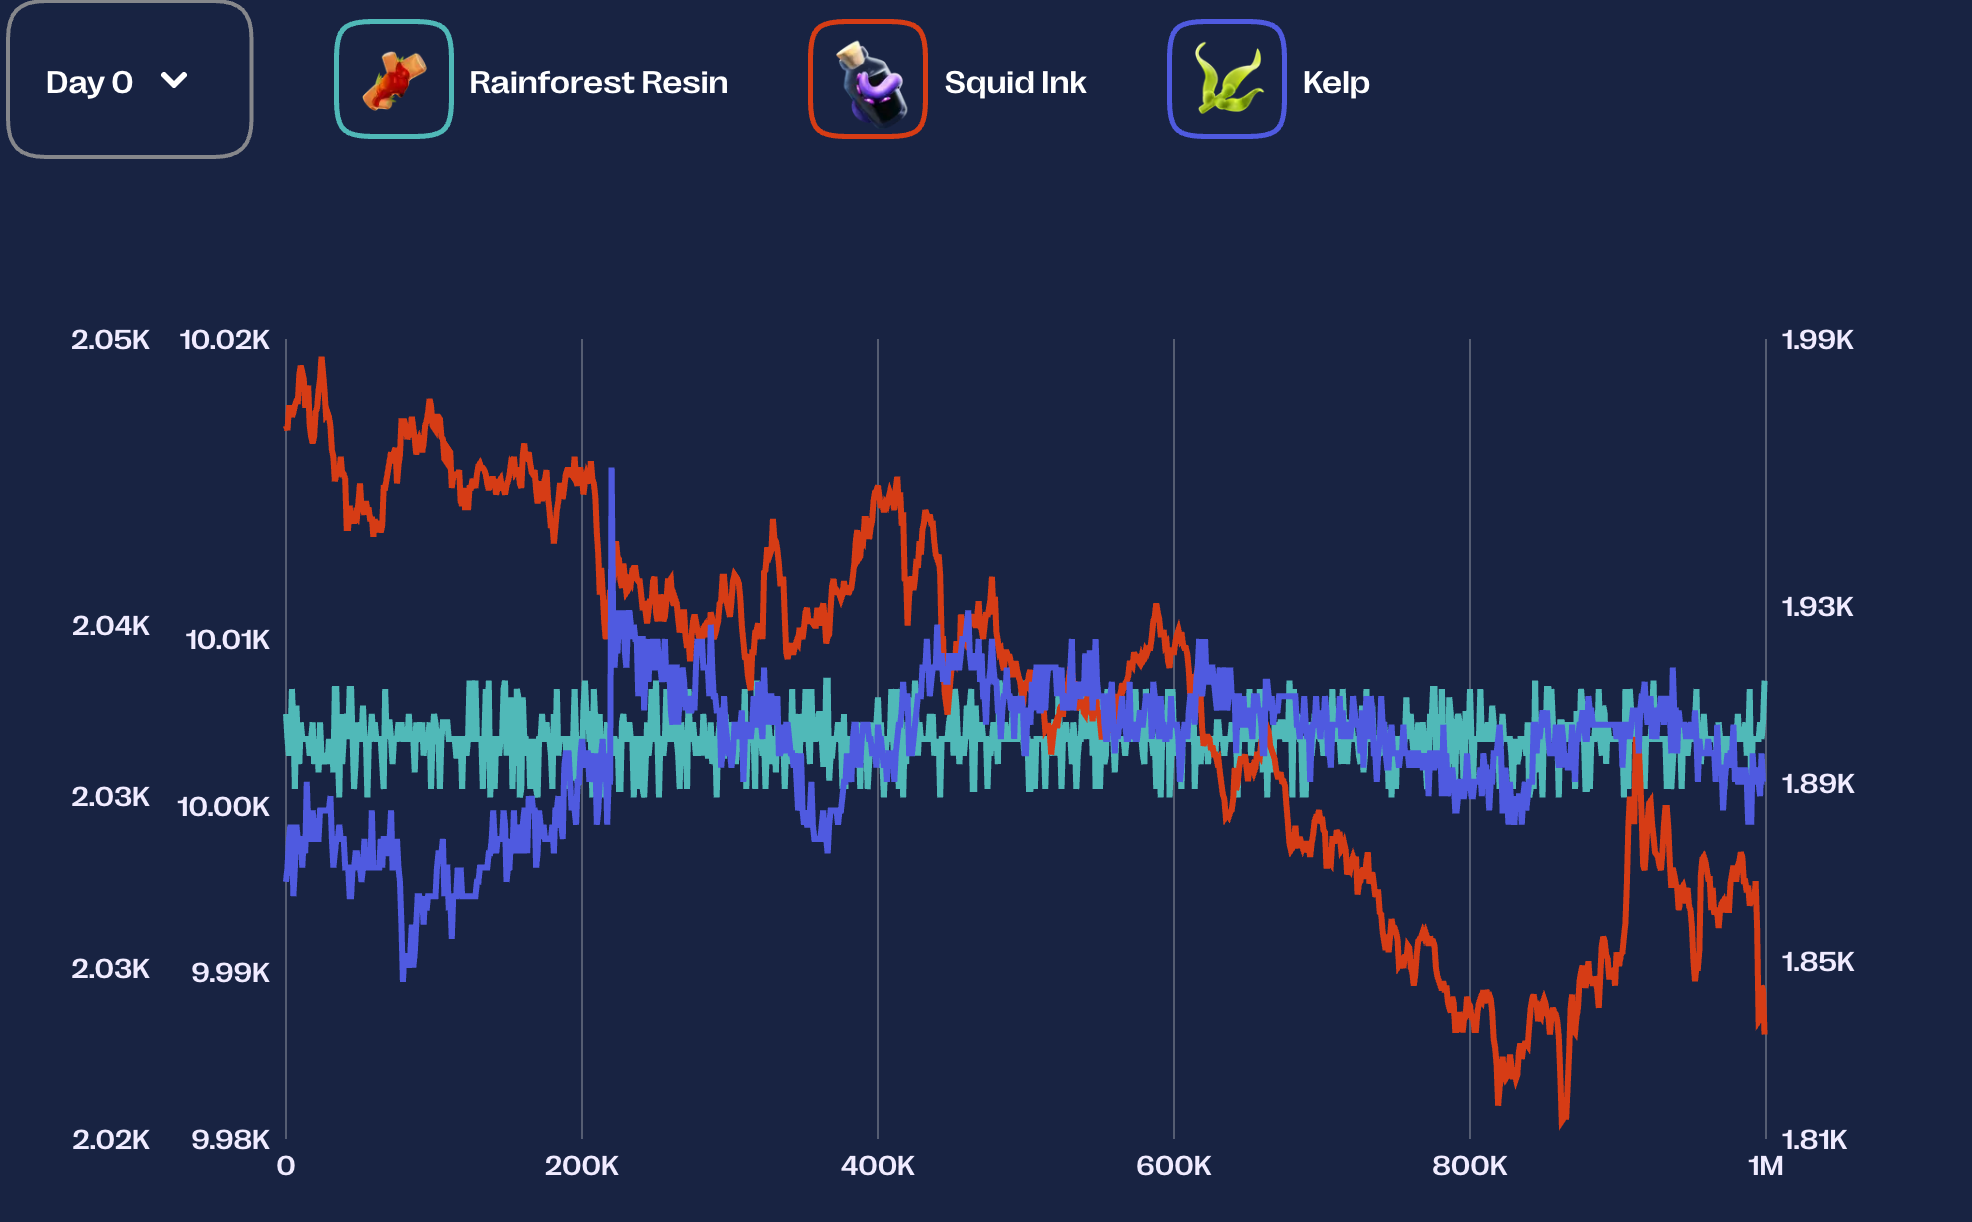 Day 0
Rainforest Resin
Squid Ink
Kelp
2.05K 10.02K 1.99K
2.04K 10.01K 1.93K
2.03K 10.00K 1.89K
2.03K 9.99K 1.85K
2.02K 9.98K 1.81K
0 200K 400K 600K 800K 1M